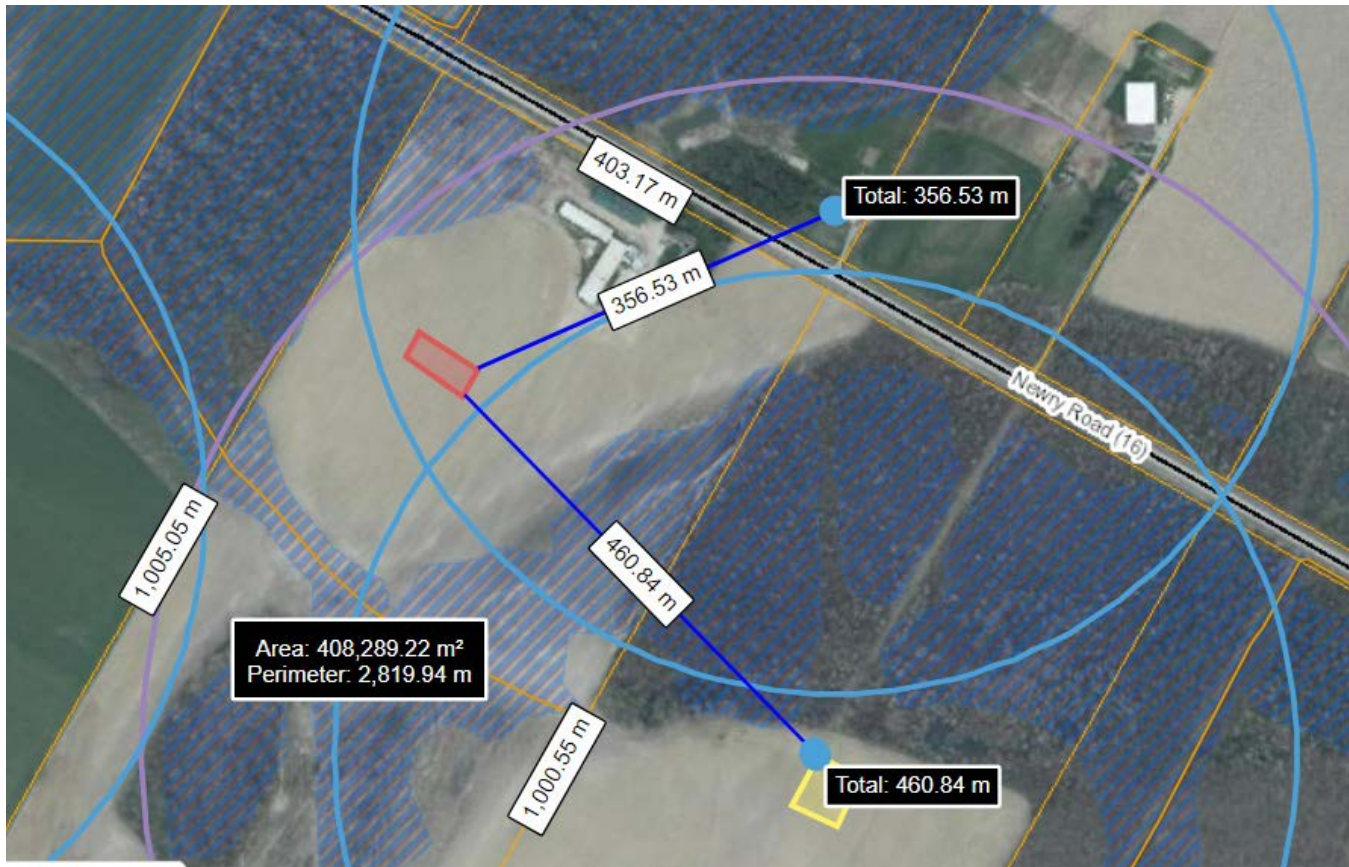 403.17 m
Total: 356.53 m
356.53 m
Newry Road (16)
1,005.05 m
460.84 m
Area: 408,289.22 m²
Perimeter: 2,819.94 m
1,000.55 m
Total: 460.84 m